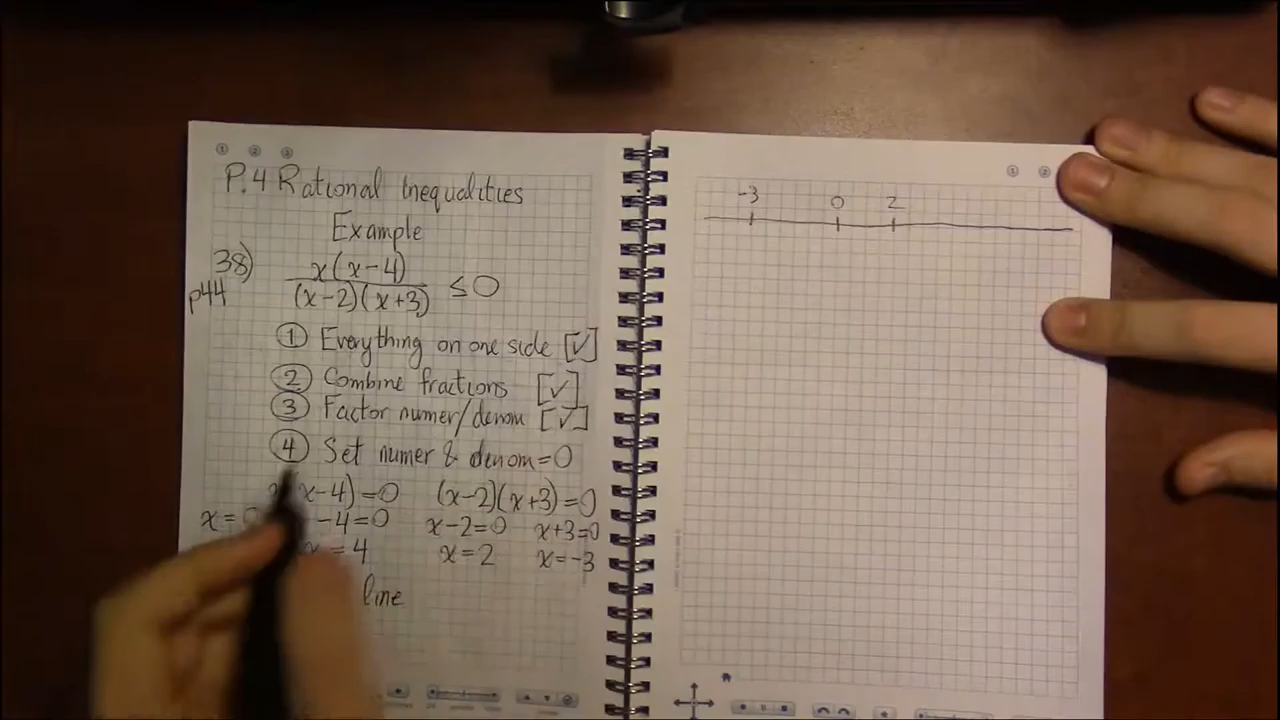 P.4 Rational Inequalities
Example
38) x(x-4)
p44 (x-2)(x+3) ≤0
① Everything on one side [✓]
② Combine fractions [✓]
③ Factor numer/denom [✓]
④ Set numer & denom=0
x-4)=0 (x-2)(x+3)=0
x=0 -4=0 x-2=0 x+3=0
x=4 x=2 x=-3
line
-3 0 2